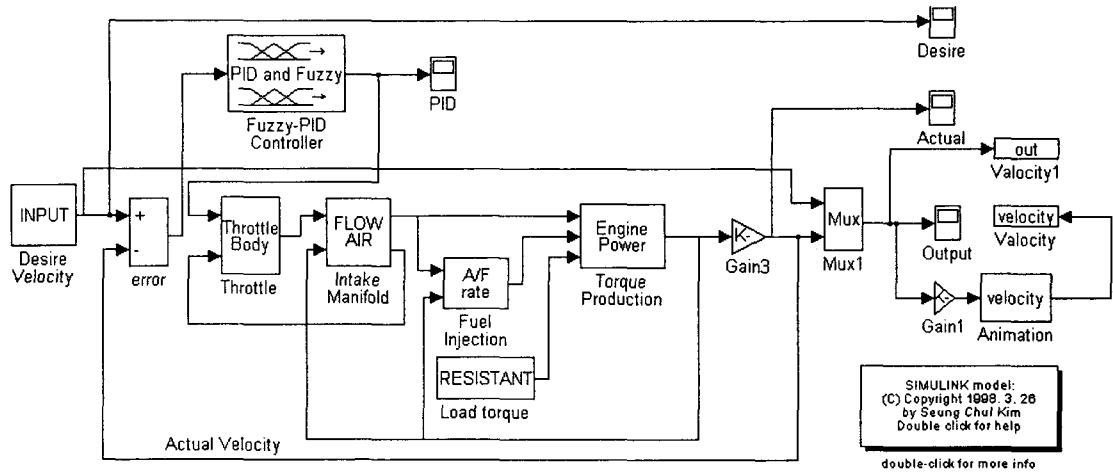 Desire
PID and Fuzzy
PID
Fuzzy-PID
Controller
Actual
out
Velocity1
INPUT
Desire
Velocity
+
-
error
Throttle
Body
Throttle
FLOW
AIR
Intake
Manifold
A/F
rate
Fuel
Injection
Engine
Power
Torque
Production
K-
Gain3
Mux
Mux1
Output
velocity
Velocity
K-
Gain1
velocity
Animation
RESISTANT
Load torque
Actual Velocity
SIMULINK model:
(C) Copyright 1998. 3. 26
by Seung Chul Kim
Double click for help
double-click for more info